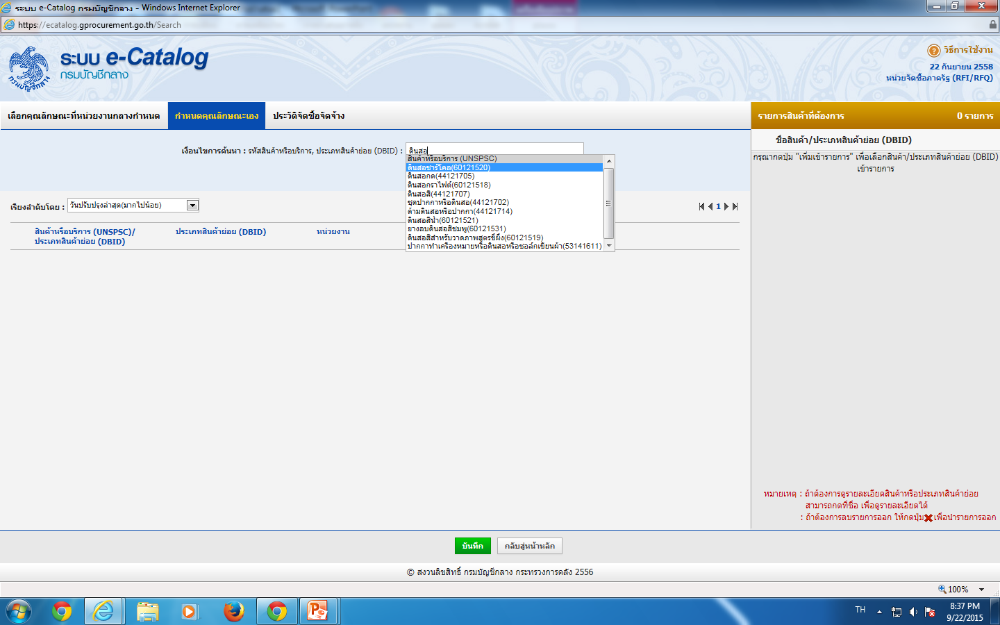 ระบบ e-Catalog กรมบัญชีกลาง - Windows Internet Explorer
https://ecatalog.gprocurement.go.th/Search
ระบบ e-Catalog
กรมบัญชีกลาง
กรมบัญชีกลาง
? วิธีการใช้งาน
22 กันยายน 2558
หน่วยจัดซื้อภาครัฐ (RFI/RFQ)
เลือกคุณลักษณะที่หน่วยงานกลางกำหนด กำหนดคุณลักษณะเอง ประวัติจัดซื้อจัดจ้าง
รายการสินค้าที่ต้องการ 0 รายการ
เงื่อนไขการค้นหา : รหัสสินค้าหรือบริการ, ประเภทสินค้าย่อย (DBID) : ดินสอ
สินค้าหรือบริการ (UNSPSC)
ดินสอชาร์โคล(60121520)
ดินสอกด(44121705)
ดินสอกราไฟต์(60121518)
ดินสอสี(44121707)
ชุดปากกาหรือดินสอ(44121702)
ด้ามดินสอหรือปากกา(44121714)
ดินสอสีน้ำ(60121521)
ยางลบดินสอสีชมพู(60121531)
ดินสอสีสำหรับวาดภาพสูตรขี้ผึ้ง(60121519)
ปากกาทำเครื่องหมายหรือดินสอหรือชอล์กเขียนผ้า(53141611)
เรียงลำดับโดย : วันปรับปรุงล่าสุด(มากไปน้อย)
1
สินค้าหรือบริการ (UNSPSC)/
ประเภทสินค้าย่อย (DBID)
ประเภทสินค้าย่อย (DBID)
หน่วยงาน
ชื่อสินค้า/ประเภทสินค้าย่อย (DBID)
กรุณากดปุ่ม "เพิ่มเข้ารายการ" เพื่อเลือกสินค้า/ประเภทสินค้าย่อย (DBID)
เข้ารายการ
หมายเหตุ : ถ้าต้องการดูรายละเอียดสินค้าหรือประเภทสินค้าย่อย
สามารถกดที่ชื่อ เพื่อดูรายละเอียดได้
: ถ้าต้องการลบรายการออก ให้กดปุ่ม เพื่อนำรายการออก
บันทึก กลับสู่หน้าหลัก
© สงวนลิขสิทธิ์ กรมบัญชีกลาง กระทรวงการคลัง 2556
100%
TH
8:37 PM
9/22/2015